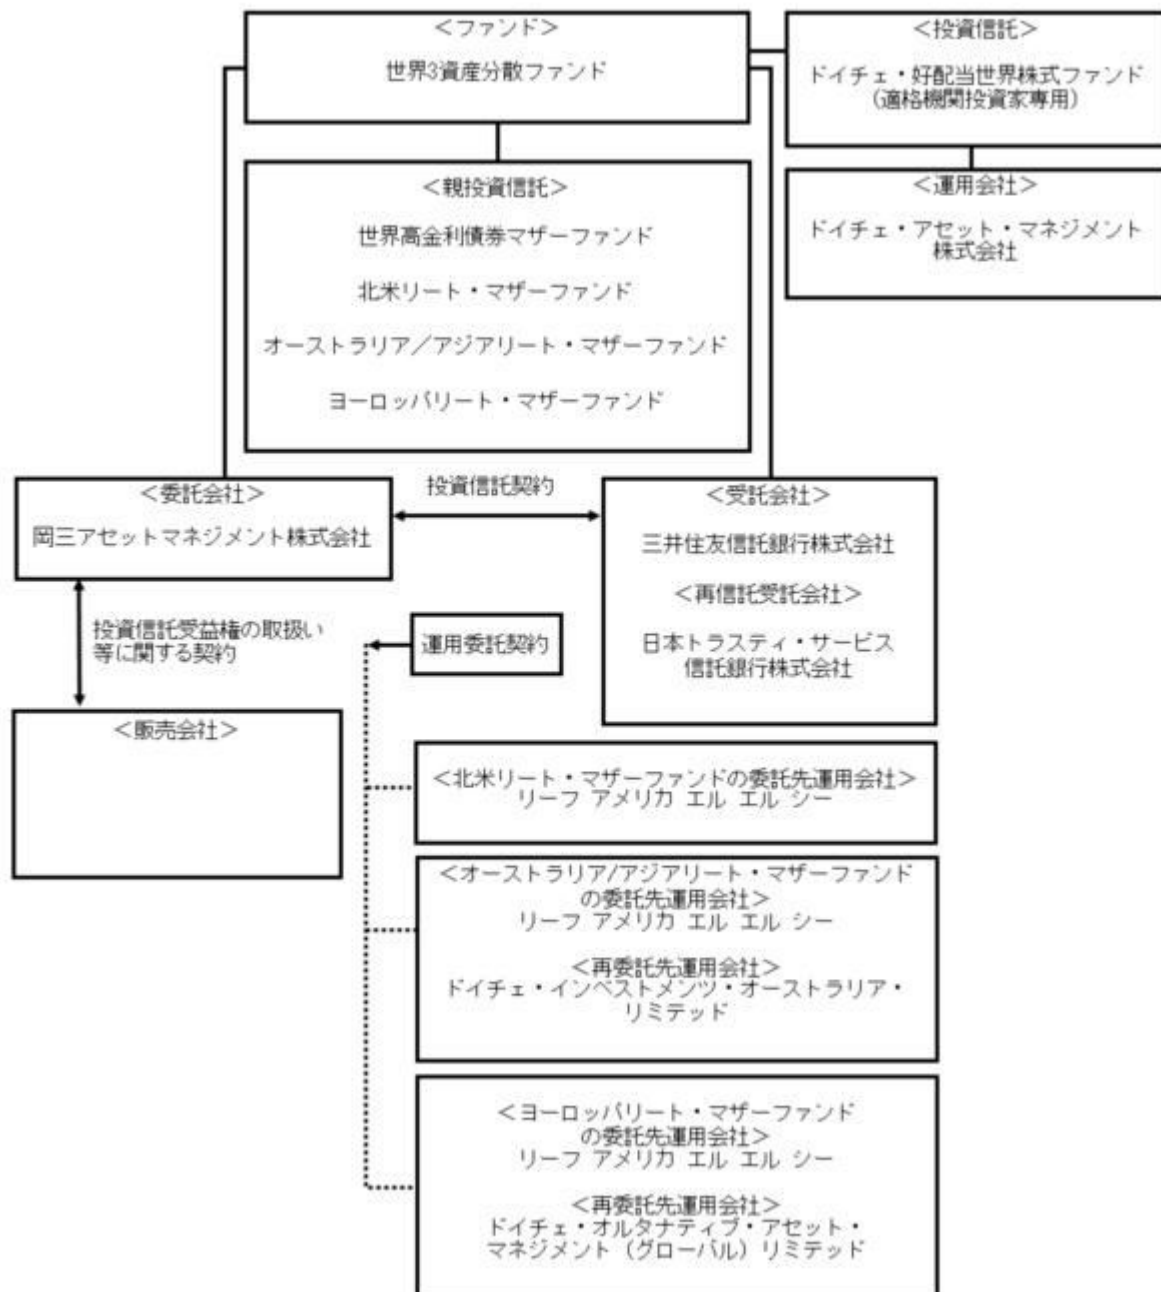 ＜ファンド＞
世界3資産分散ファンド
＜投資信託＞
ドイチェ・好配当世界株式ファンド
（適格機関投資家専用）
＜運用会社＞
ドイチェ・アセット・マネジメント
株式会社
＜親投資信託＞
世界高金利債券マザーファンド
北米リート・マザーファンド
オーストラリア／アジアリート・マザーファンド
ヨーロッパリート・マザーファンド
＜委託会社＞
岡三アセットマネジメント株式会社
投資信託契約
＜受託会社＞
三井住友信託銀行株式会社
＜再信託受託会社＞
日本トラスティ・サービス
信託銀行株式会社
投資信託受益権の取扱い
等に関する契約
運用委託契約
＜販売会社＞
＜北米リート・マザーファンドの委託先運用会社＞
リーフ アメリカ エル エル シー
＜オーストラリア/アジアリート・マザーファンド
の委託先運用会社＞
リーフ アメリカ エル エル シー
＜再委託先運用会社＞
ドイチェ・インベストメンツ・オーストラリア・
リミテッド
＜ヨーロッパリート・マザーファンド
の委託先運用会社＞
リーフ アメリカ エル エル シー
＜再委託先運用会社＞
ドイチェ・オルタナティブ・アセット・
マネジメント（グローバル）リミテッド